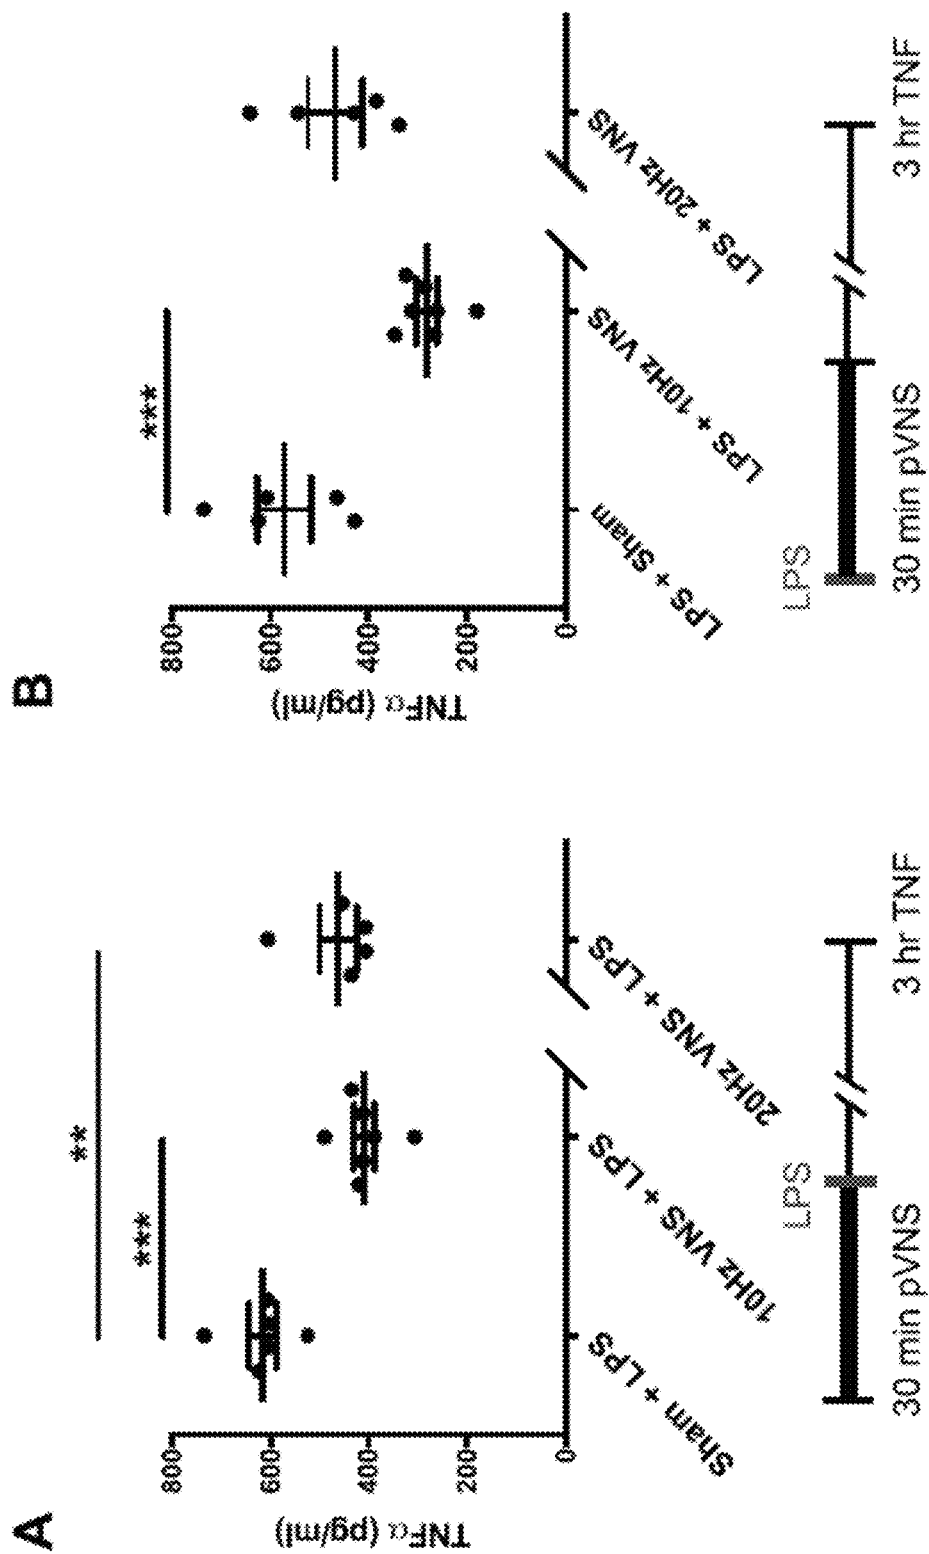 A
TNFα (pg/ml)
800
600
400
200
0
**
***
Sham + LPS
10Hz VNS + LPS
20Hz VNS + LPS
LPS
30 min pVNS
3 hr TNF
B
TNFα (pg/ml)
800
600
400
200
0
***
LPS + Sham
LPS + 10Hz VNS
LPS + 20Hz VNS
LPS
30 min pVNS
3 hr TNF